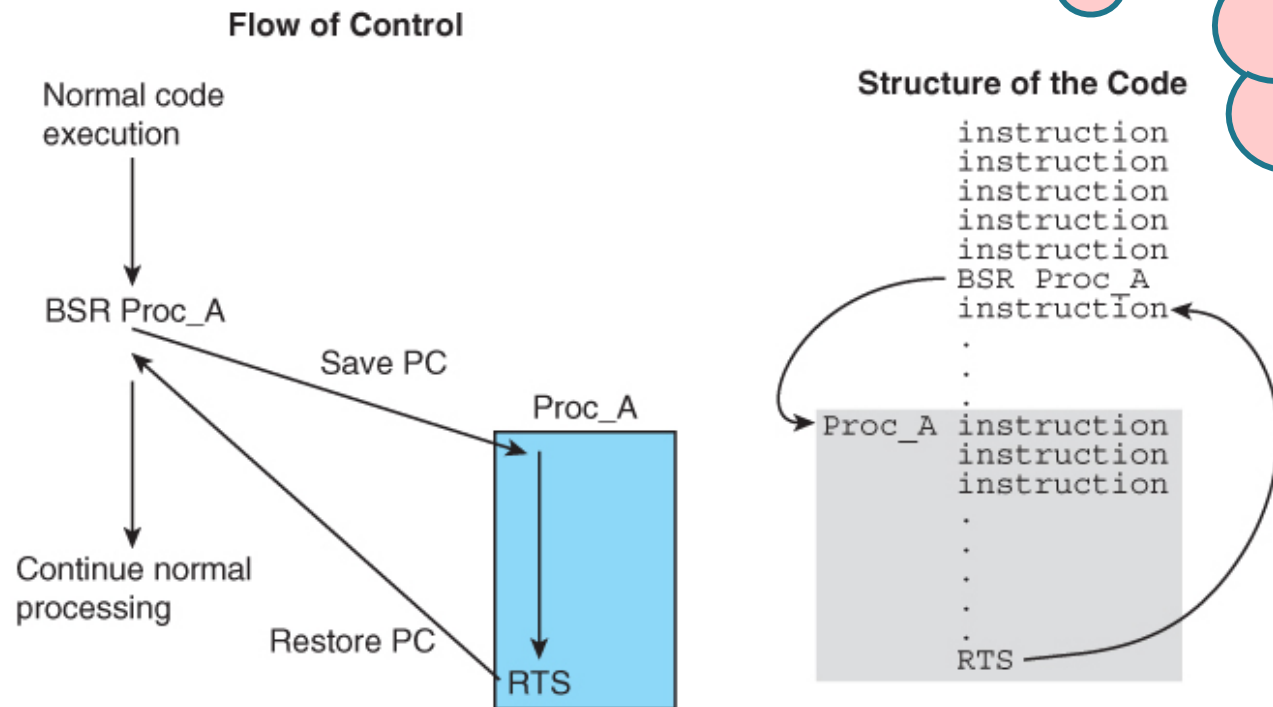 Flow of Control
Normal code
execution
BSR Proc_A
Save PC
Proc_A
Continue normal
processing
Restore PC
RTS
Structure of the Code
instruction
instruction
instruction
instruction
instruction
BSR Proc_A
instruction
.
.
.
Proc_A instruction
instruction
instruction
.
.
.
.
.
RTS